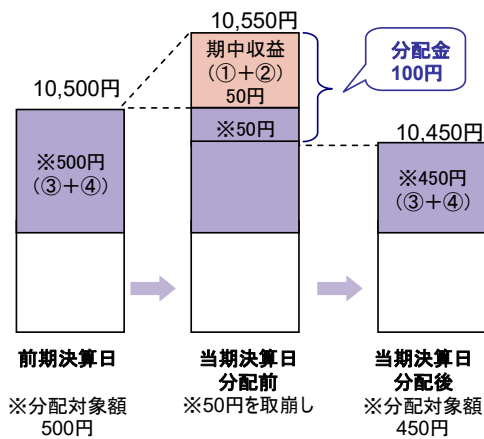 10,550円
期中収益
(①+②)
50円
分配金
100円
10,500円
※50円
10,450円
※500円
(③+④)
※450円
(③+④)
前期決算日
当期決算日
分配前
当期決算日
分配後
※分配対象額
500円
※50円を取崩し
※分配対象額
450円